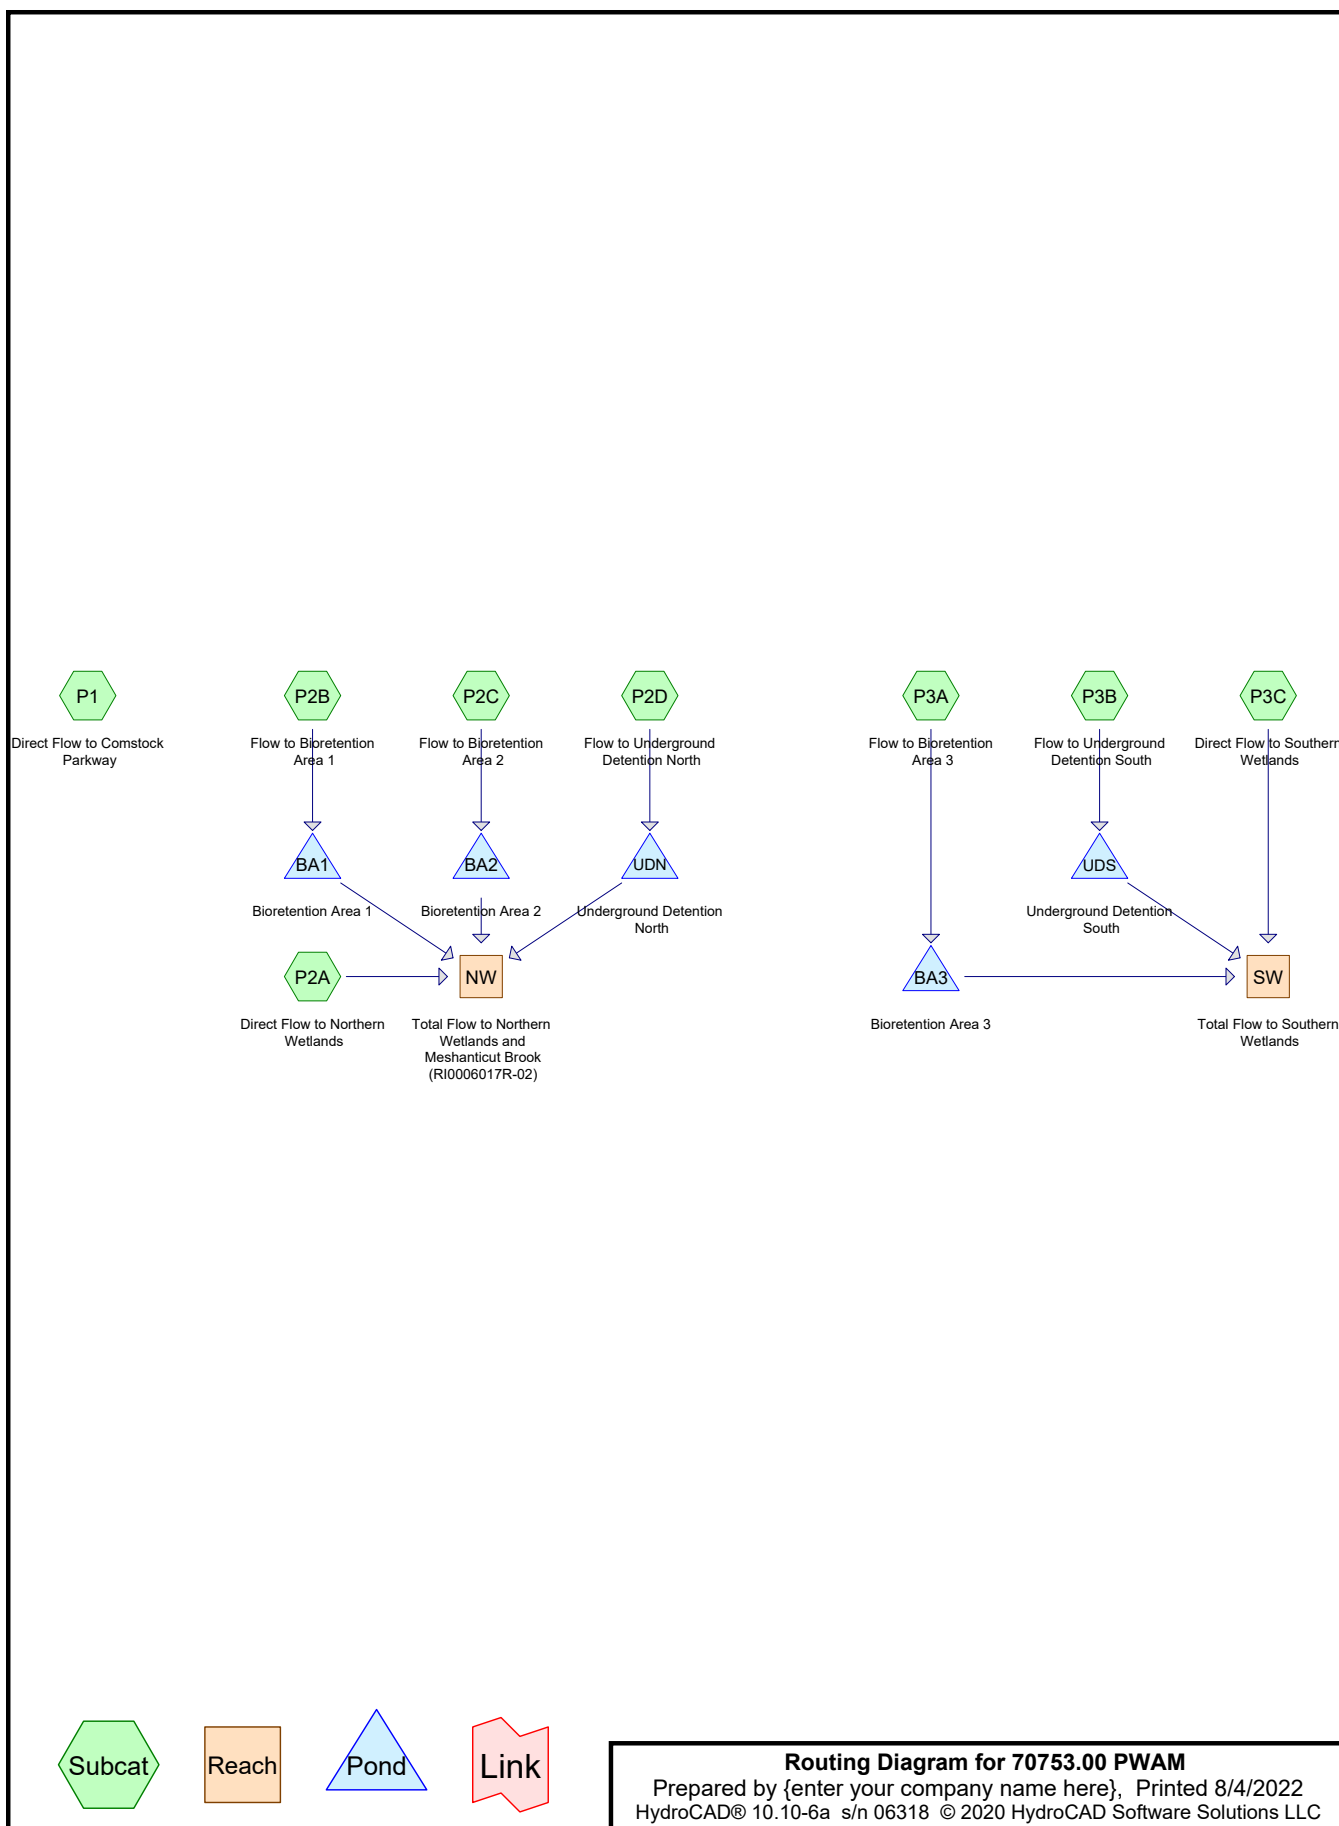 P1
Direct Flow to Comstock
Parkway
P2B
Flow to Bioretention
Area 1
P2C
Flow to Bioretention
Area 2
P2D
Flow to Underground
Detention North
P3A
Flow to Bioretention
Area 3
P3B
Flow to Underground
Detention South
P3C
Direct Flow to Southern
Wetlands
BA1
Bioretention Area 1
BA2
Bioretention Area 2
UDN
Underground Detention
North
UDS
Underground Detention
South
P2A
Direct Flow to Northern
Wetlands
NW
Total Flow to Northern
Wetlands and
Meshanticut Brook
(RI0006017R-02)
BA3
Bioretention Area 3
SW
Total Flow to Southern
Wetlands
Subcat
Reach
Pond
Link
Routing Diagram for 70753.00 PWAM
Prepared by {enter your company name here}, Printed 8/4/2022
HydroCAD® 10.10-6a s/n 06318 © 2020 HydroCAD Software Solutions LLC